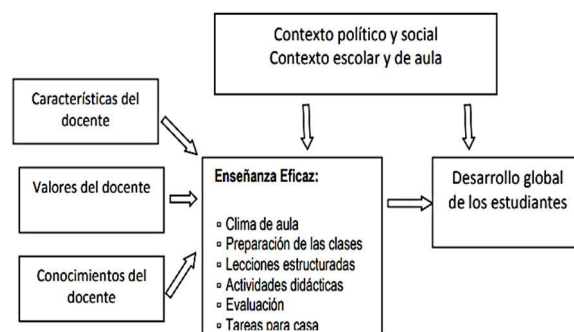 Contexto político y social
Contexto escolar y de aula
Características del
docente
Valores del docente
Conocimientos del
docente
Enseñanza Eficaz:
▫ Clima de aula
▫ Preparación de las clases
▫ Lecciones estructuradas
▫ Actividades didácticas
▫ Evaluación
▫ Tareas para casa
Desarrollo global
de los estudiantes